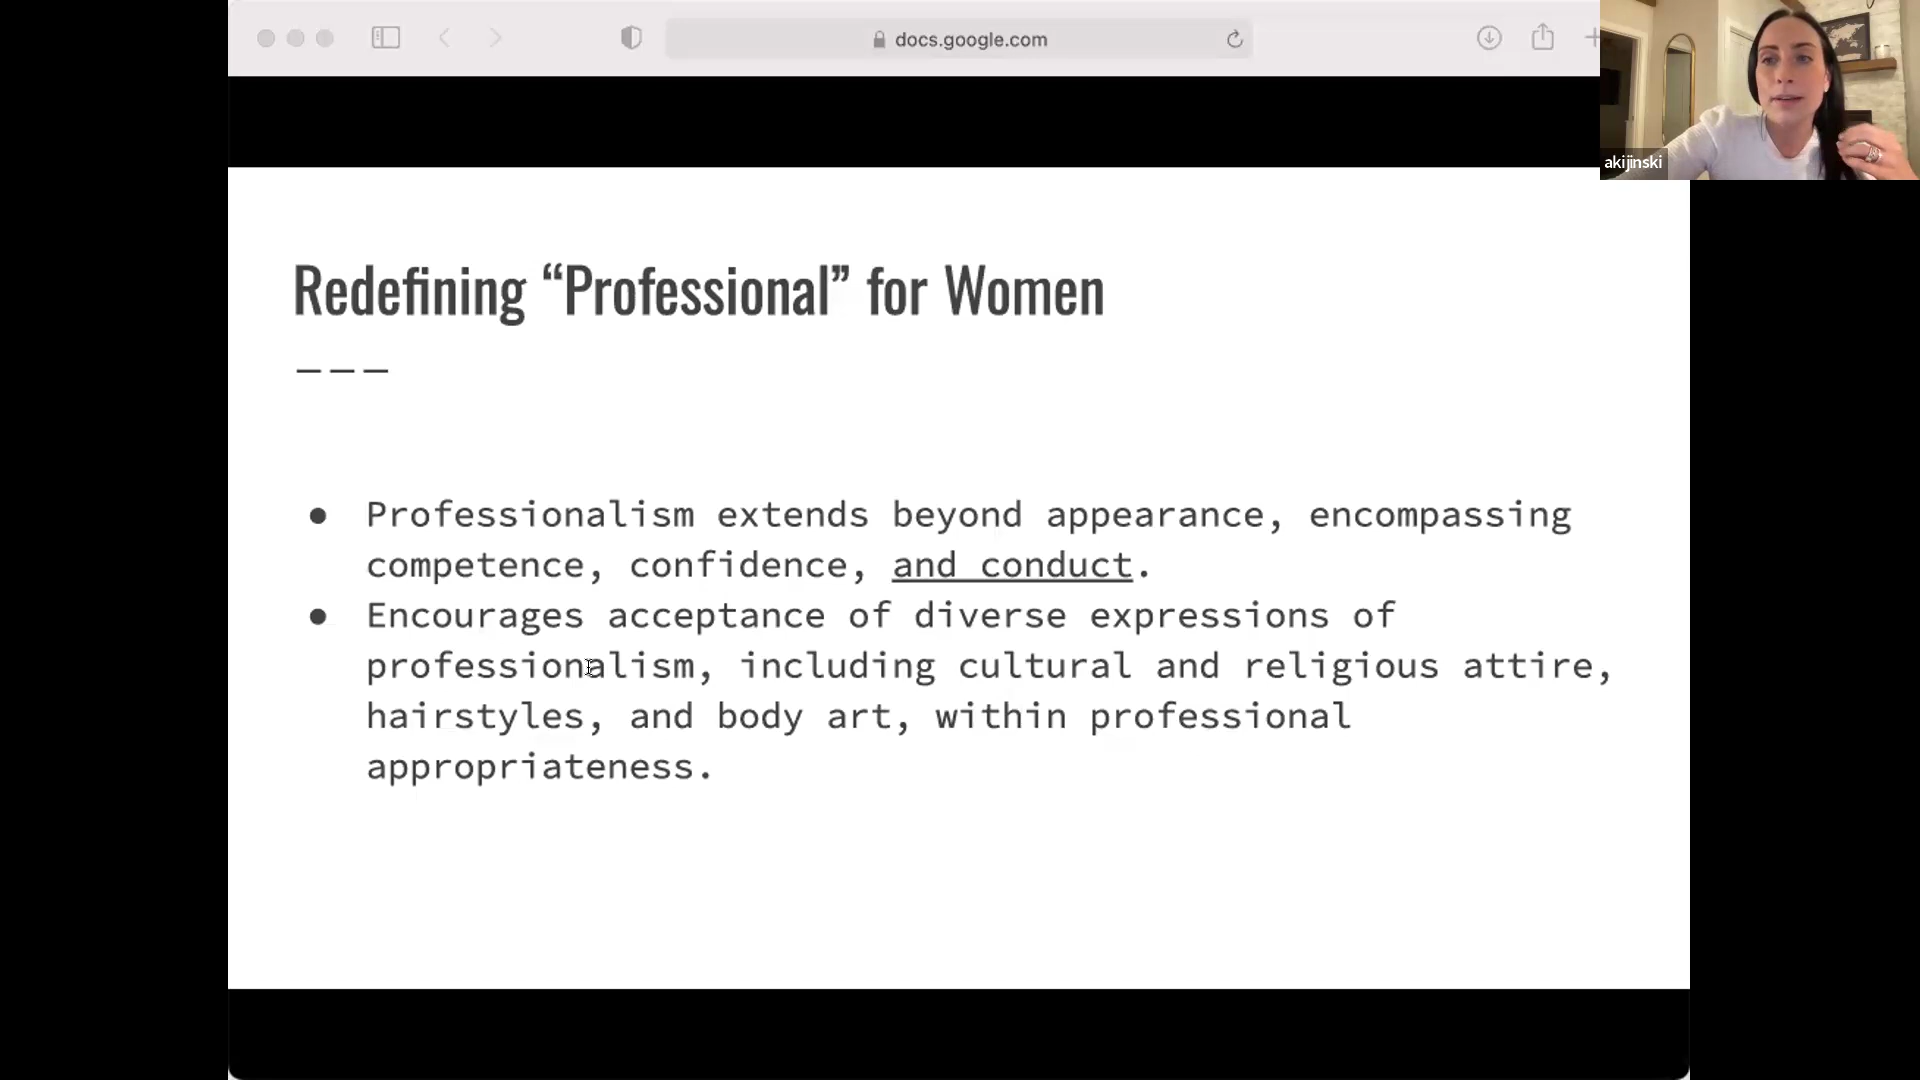 docs.google.com
akijinski
Redefining “Professional” for Women
● Professionalism extends beyond appearance, encompassing
competence, confidence, and conduct.
● Encourages acceptance of diverse expressions of
professionalism, including cultural and religious attire,
hairstyles, and body art, within professional
appropriateness.